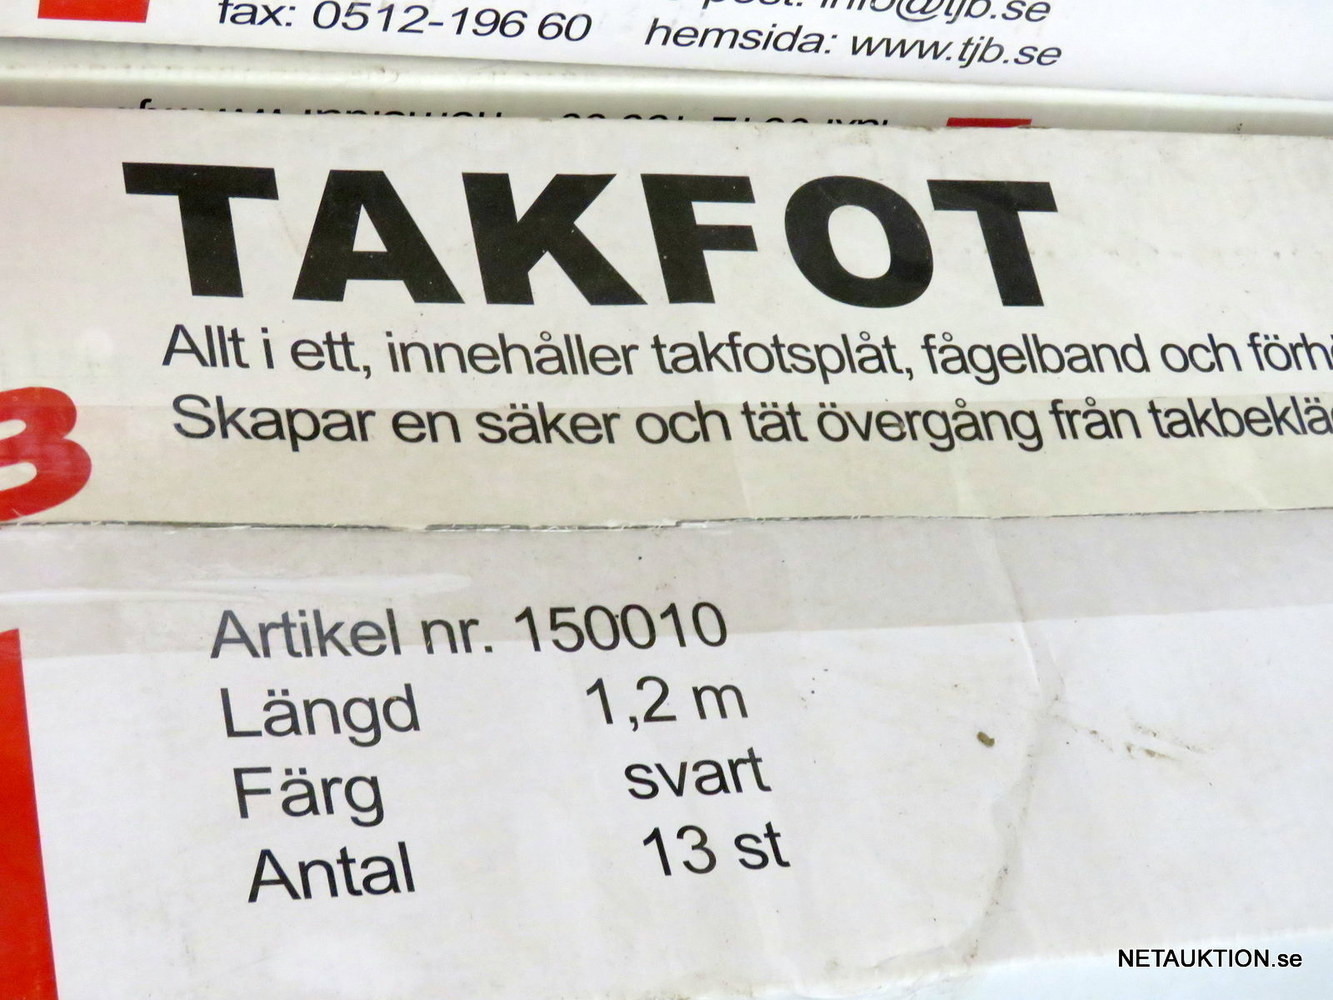 fax: 0512-196 60 hemsida: www.tjb.se
TAKFOT
Allt i ett, innehåller takfotsplåt, fågelband och
Skapar en säker och tät övergång från
Artikel nr. 150010
Längd 1,2 m
Färg svart
Antal 13 st
NETAUKTION.se